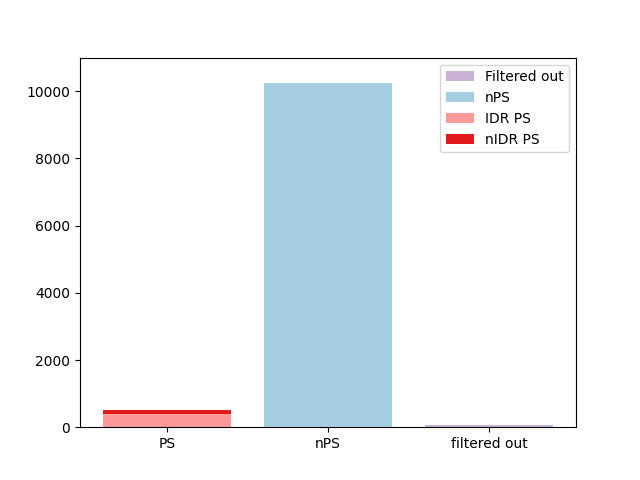 Filtered out
nPS
IDR PS
nIDR PS
10000
8000
6000
4000
2000
0
PS
nPS
filtered out